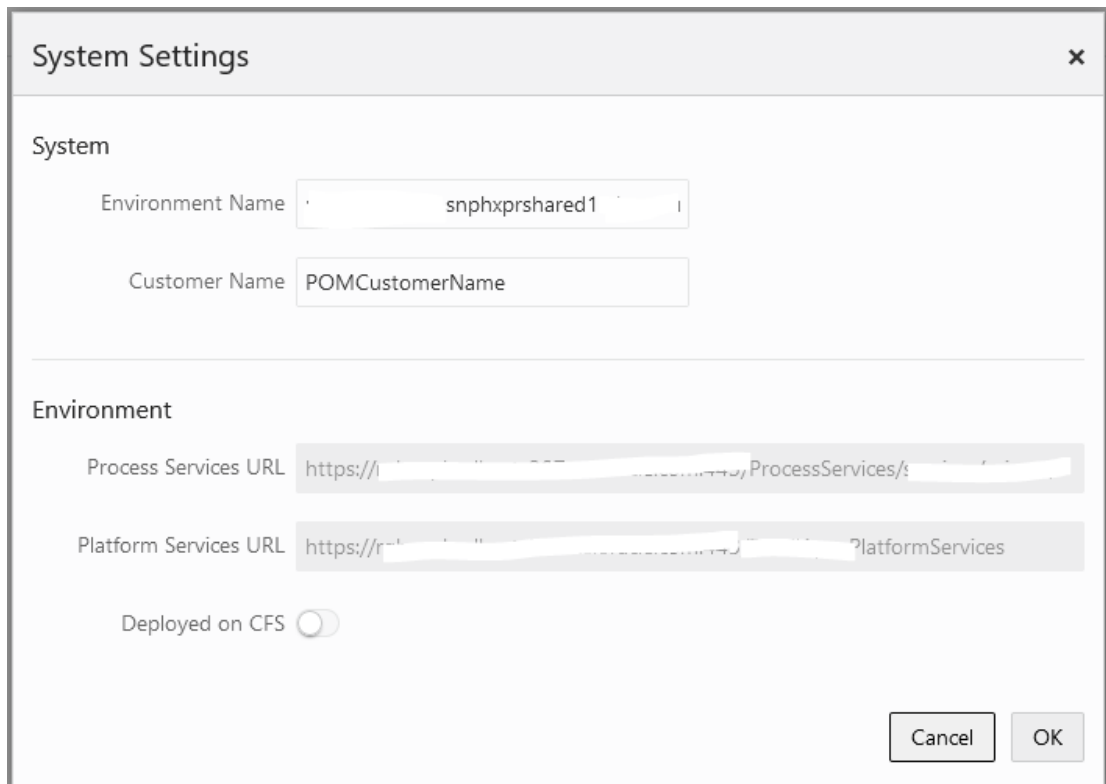 System Settings
System
Environment Name snphxprshared1
Customer Name POMCustomerName
Environment
Process Services URL https:// /ProcessServices/
Platform Services URL https:// PlatformServices
Deployed on CFS
Cancel OK